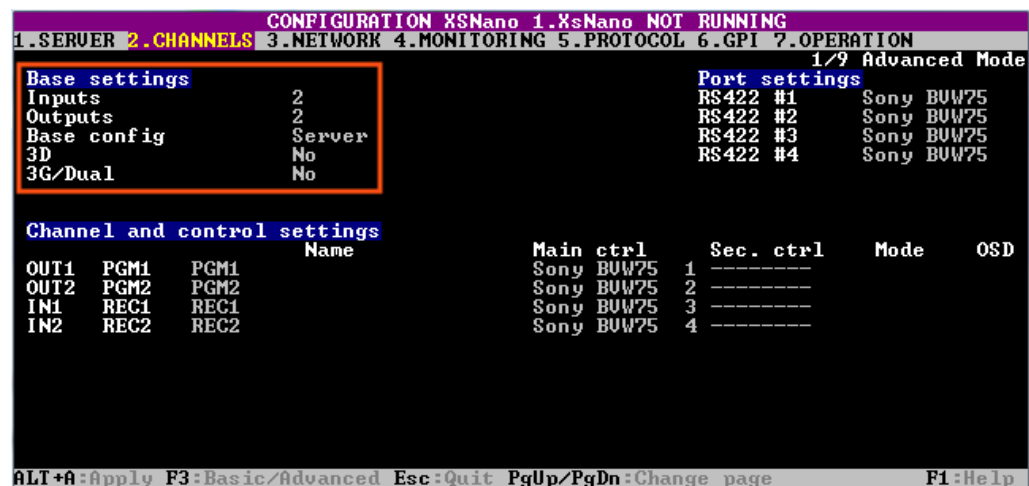 CONFIGURATION XSNano 1.XsNano NOT RUNNING
1.SERVER 2.CHANNELS 3.NETWORK 4.MONITORING 5.PROTOCOL 6.GPI 7.OPERATION
1/9 Advanced Mode
Base settings Port settings
Inputs 2 RS422 #1 Sony BVW75
Outputs 2 RS422 #2 Sony BVW75
Base config Server RS422 #3 Sony BVW75
3D No RS422 #4 Sony BVW75
3G/Dual No
Channel and control settings
Name Main ctrl Sec. ctrl Mode OSD
OUT1 PGM1 PGM1 Sony BVW75 1 --------
OUT2 PGM2 PGM2 Sony BVW75 2 --------
IN1 REC1 REC1 Sony BVW75 3 --------
IN2 REC2 REC2 Sony BVW75 4 --------
ALT+A:Apply F3:Basic/Advanced Esc:Quit PgUp/PgDn:Change page F1:Help